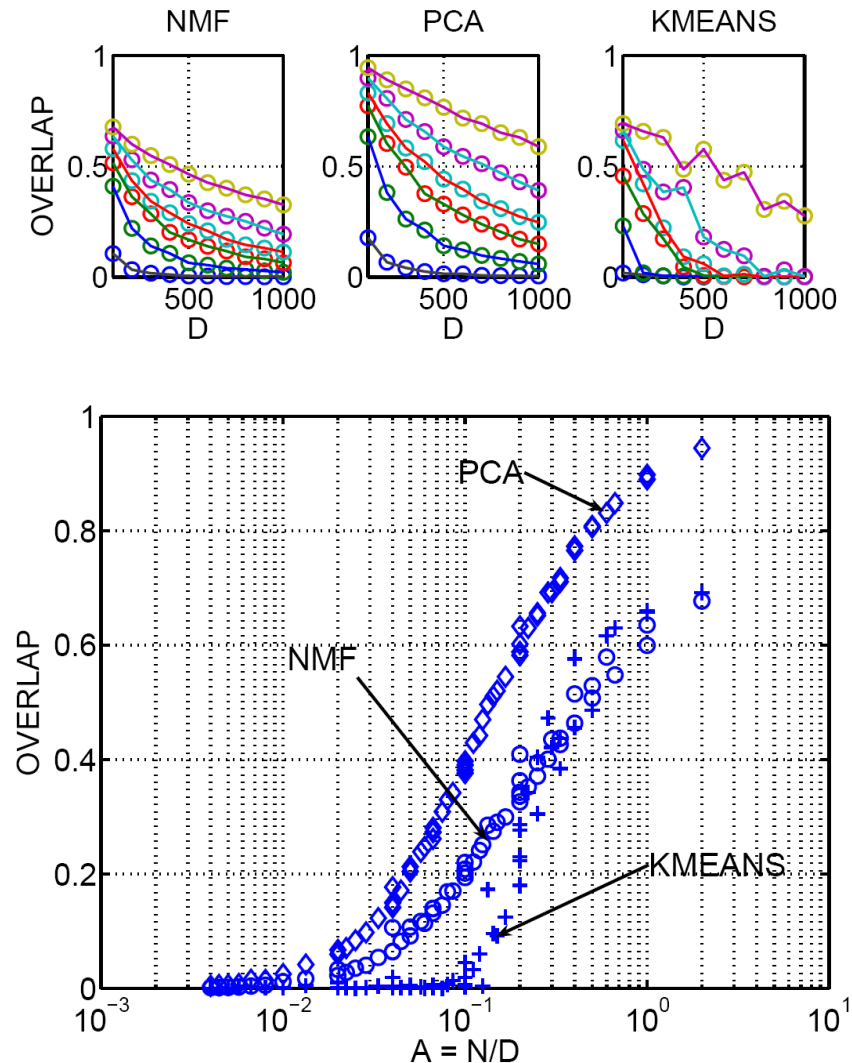 NMF PCA KMEANS
1 1 1
OVERLAP
0.5 0.5 0.5
0 0 0
500 1000 500 1000 500 1000
D D D
1
PCA
0.8
NMF
0.6
OVERLAP
0.4
KMEANS
0.2
0
10^-3 10^-2 10^-1 10^0 10^1
A = N/D